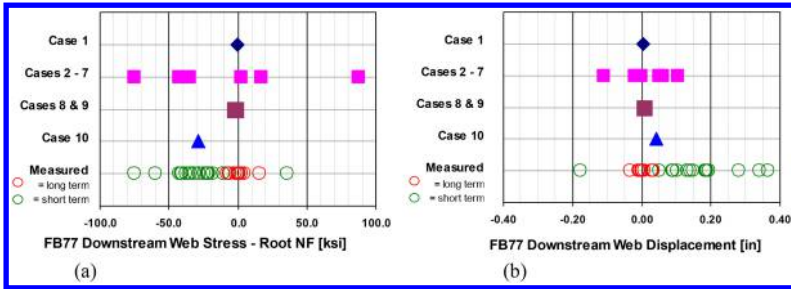 Case 1
Cases 2 - 7
Cases 8 & 9
Case 10
Measured
= long term
= short term
-100.0 -50.0 0.0 50.0 100.0
FB77 Downstream Web Stress - Root NF [ksi]
(a)
Case 1
Cases 2 - 7
Cases 8 & 9
Case 10
Measured
= long term
= short term
-0.40 -0.20 0.00 0.20 0.40
FB77 Downstream Web Displacement [in]
(b)